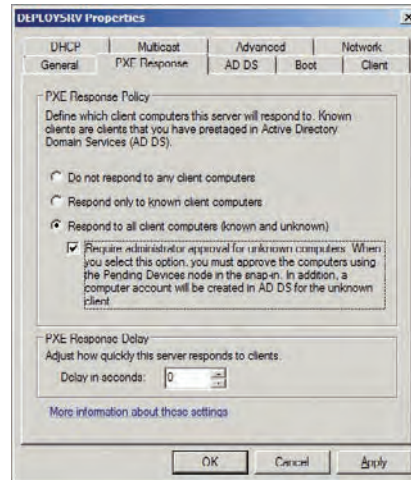 DEPLOYSRV Properties
DHCP Multicast Advanced Network
General PXE Response AD DS Boot Client
PXE Response Policy
Define which client computers this server will respond to. Known
clients are clients that you have prestaged in Active Directory
Domain Services (AD DS).
Do not respond to any client computers
Respond only to known client computers
Respond to all client computers (known and unknown)
Require administrator approval for unknown computers. When
you select this option, you must approve the computers using
the Pending Devices node in the snap-in. In addition, a
computer account will be created in AD DS for the unknown
client.
PXE Response Delay
Adjust how quickly this server responds to clients.
Delay in seconds: 0
More information about these settings
OK Cancel Apply